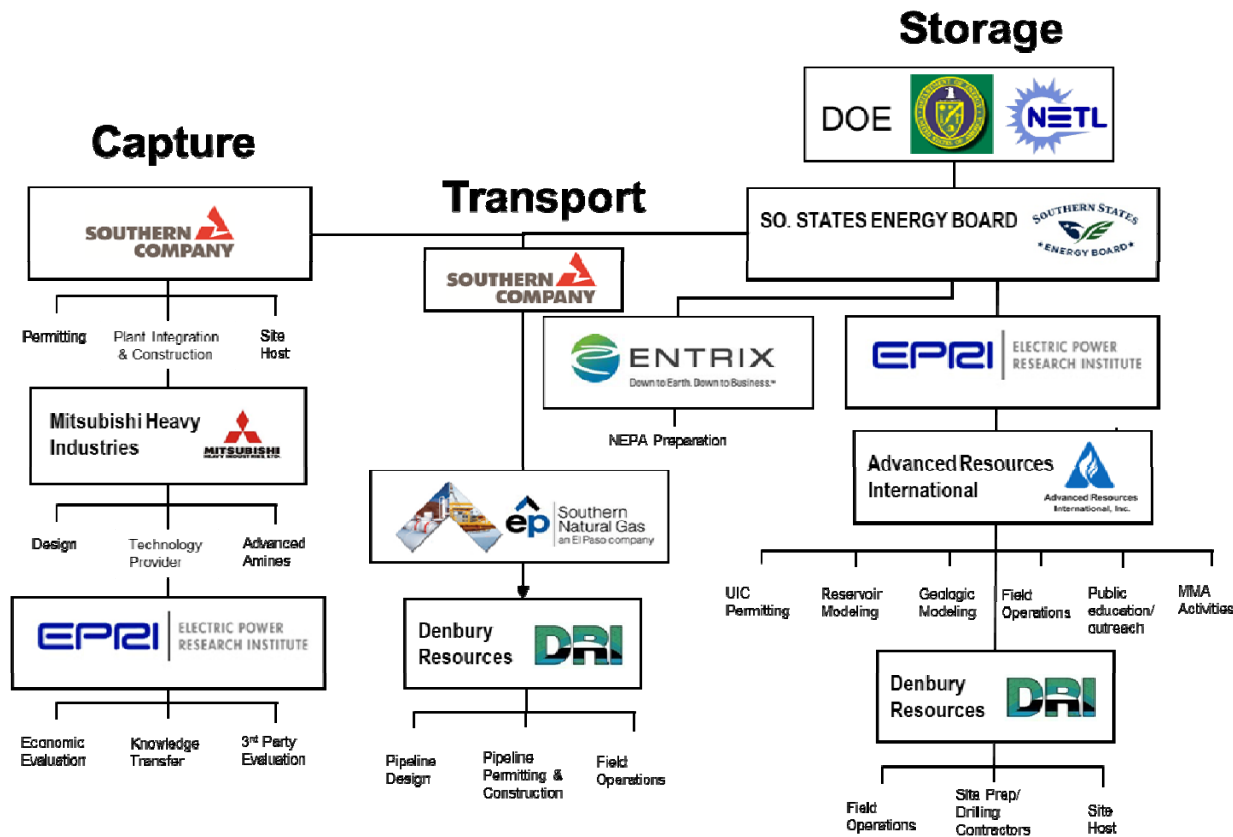 Capture
SOUTHERN
COMPANY
Permitting
Plant Integration
& Construction
Site
Host
Mitsubishi Heavy
Industries
MITSUBISHI
HEAVY INDUSTRIES, LTD.
Design
Technology
Provider
Advanced
Amines
EPRI
ELECTRIC POWER
RESEARCH INSTITUTE
Economic
Evaluation
Knowledge
Transfer
3rd Party
Evaluation
Transport
SOUTHERN
COMPANY
ep
Southern
Natural Gas
an El Paso company
Denbury
Resources
DRI
Pipeline
Design
Pipeline
Permitting &
Construction
Field
Operations
Storage
DOE
NETL
SO. STATES ENERGY BOARD
SOUTHERN STATES
ENERGY BOARD
ENTRIX
Down to Earth. Down to Business.™
NEPA Preparation
EPRI
ELECTRIC POWER
RESEARCH INSTITUTE
Advanced Resources
International
Advanced Resources
International, Inc.
UIC
Permitting
Reservoir
Modeling
Geologic
Modeling
Field
Operations
Public
education/
outreach
MMA
Activities
Denbury
Resources
DRI
Field
Operations
Site Prep/
Drilling
Contractors
Site
Host